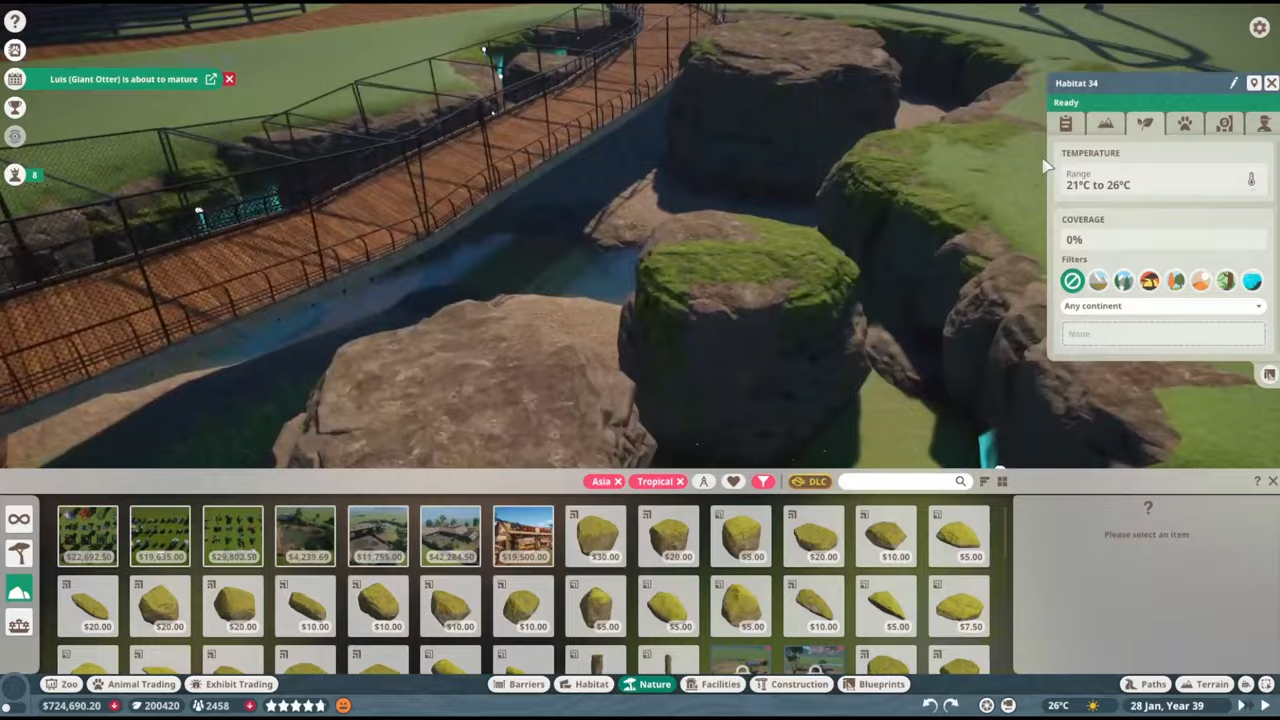 Luis (Giant Otter) is about to mature
8
Habitat 34
Ready
TEMPERATURE
Range
21°C to 26°C
COVERAGE
0%
Filters
Any continent
None
Asia Tropical DLC
$22,692.50 $19,635.00 $29,802.50 $4,239.69 $11,755.00 $42,284.50 $19,500.00 $30.00 $20.00 $5.00 $20.00 $10.00 $5.00
$20.00 $20.00 $20.00 $10.00 $10.00 $10.00 $10.00 $5.00 $5.00 $5.00 $10.00 $5.00 $7.50
?
Please select an item
Zoo Animal Trading Exhibit Trading Barriers Habitat Nature Facilities Construction Blueprints Paths Terrain
$724,690.20 200420 2458 26°C 28 Jan, Year 39